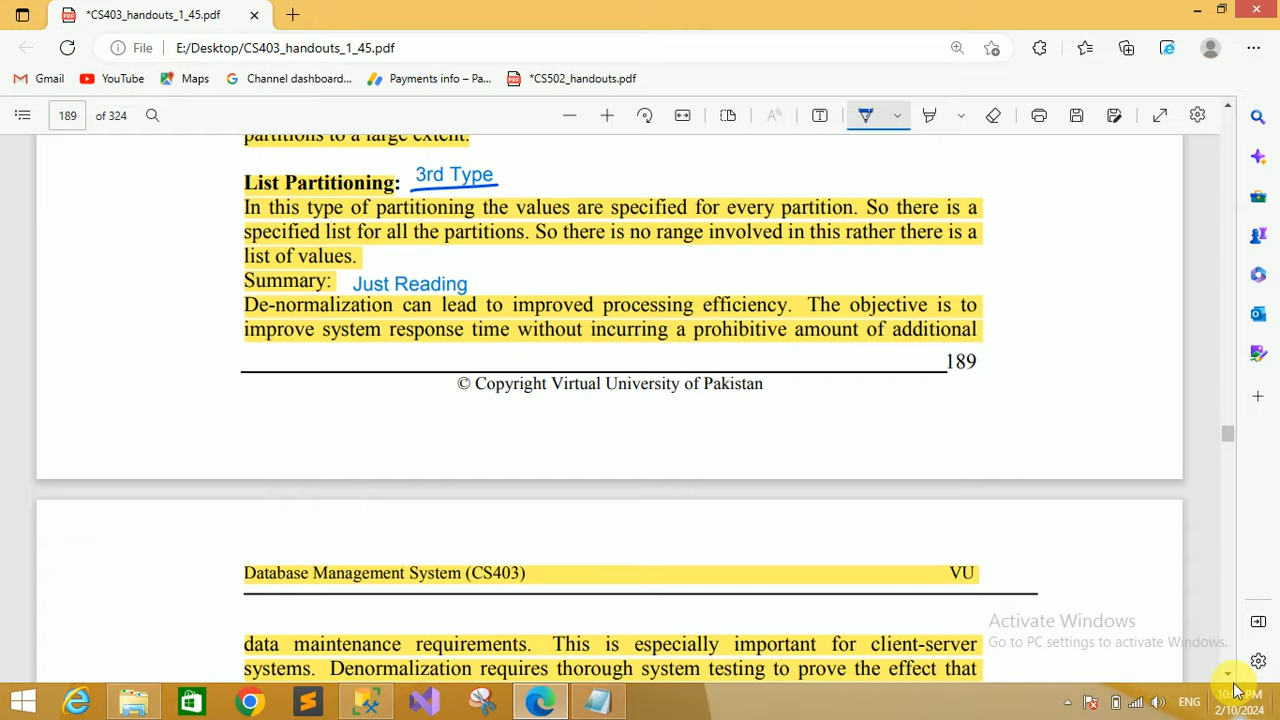 *CS403_handouts_1_45.pdf
File E:/Desktop/CS403_handouts_1_45.pdf
Gmail YouTube Maps Channel dashboard... Payments info – Pa... *CS502_handouts.pdf
189 of 324
partitions to a large extent.
List Partitioning: 3rd Type
In this type of partitioning the values are specified for every partition. So there is a
specified list for all the partitions. So there is no range involved in this rather there is a
list of values.
Summary: Just Reading
De-normalization can lead to improved processing efficiency. The objective is to
improve system response time without incurring a prohibitive amount of additional
189
© Copyright Virtual University of Pakistan
Database Management System (CS403) VU
data maintenance requirements. This is especially important for client-server
systems. Denormalization requires thorough system testing to prove the effect that
Activate Windows
Go to PC settings to activate Windows.
ENG
2/10/2024